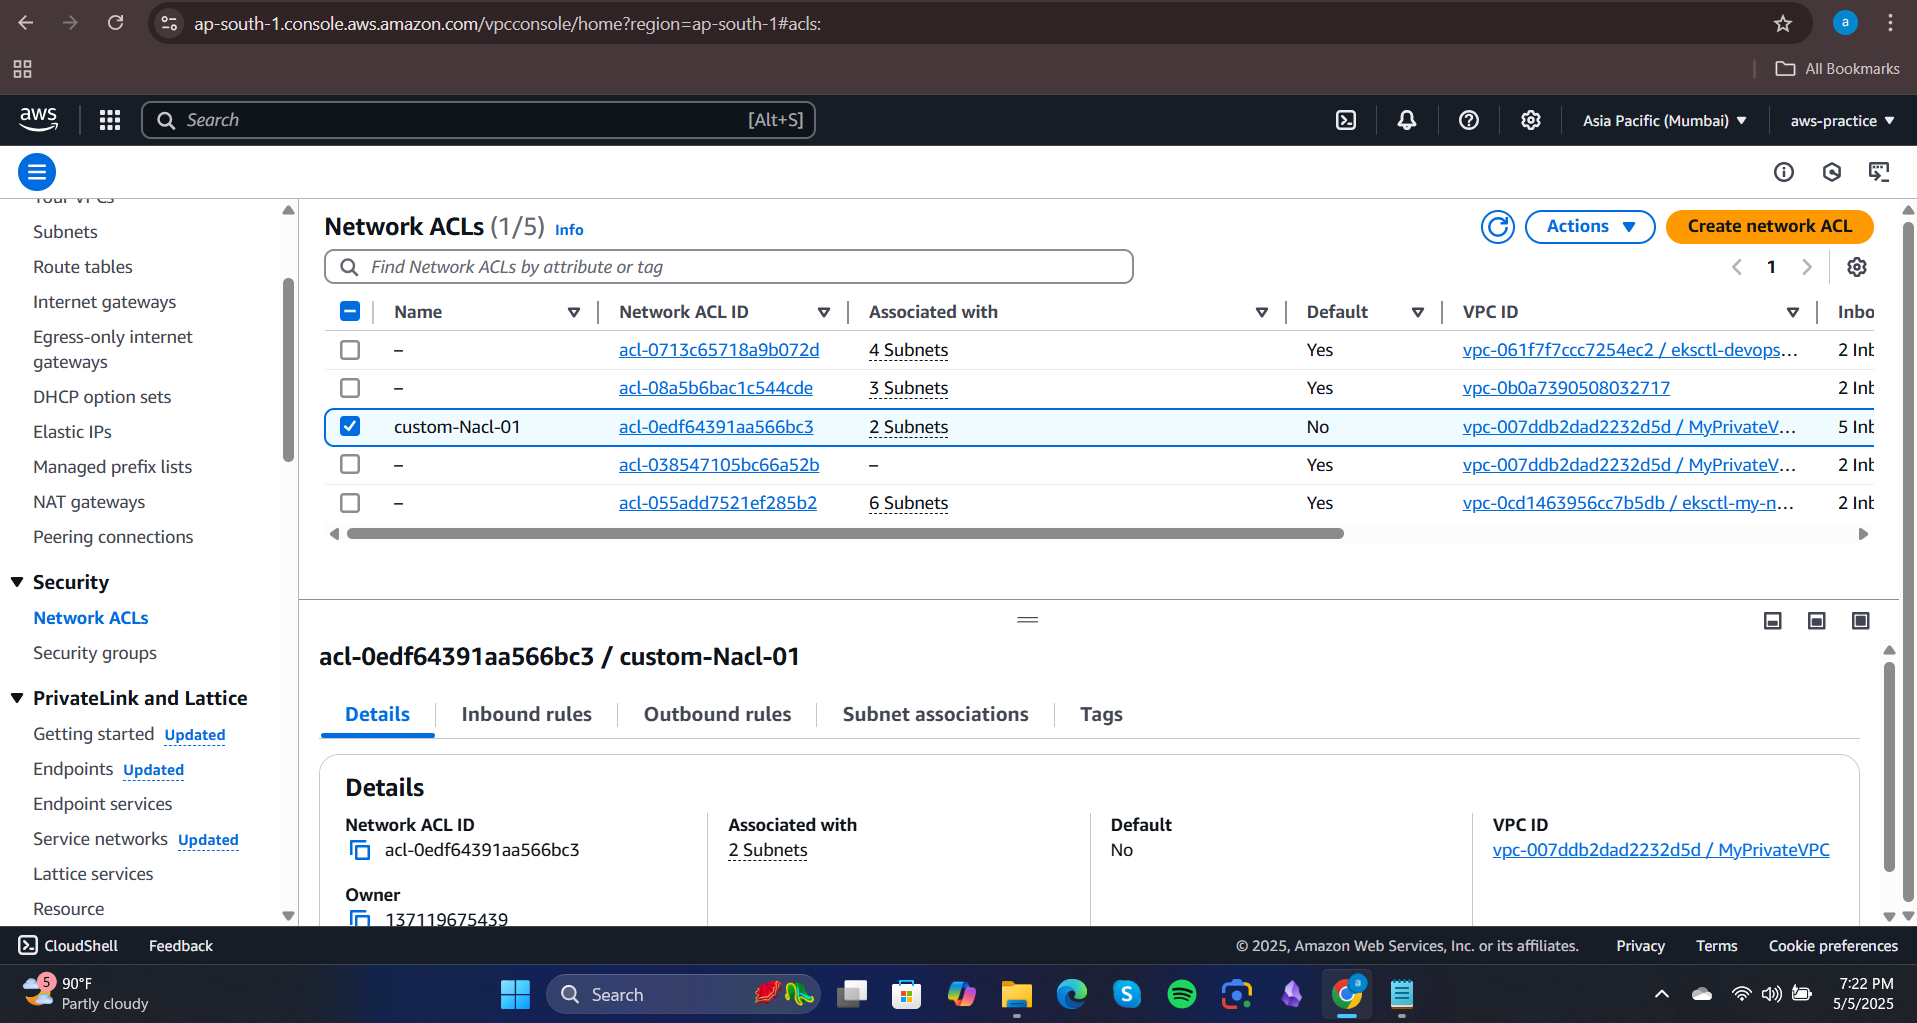 ap-south-1.console.aws.amazon.com/vpcconsole/home?region=ap-south-1#acls:
a
All Bookmarks
aws
Search
[Alt+S]
Asia Pacific (Mumbai)
aws-practice
Your VPCs
Subnets
Route tables
Internet gateways
Egress-only internet
gateways
DHCP option sets
Elastic IPs
Managed prefix lists
NAT gateways
Peering connections
Security
Network ACLs
Security groups
PrivateLink and Lattice
Getting started Updated
Endpoints Updated
Endpoint services
Service networks Updated
Lattice services
Resource
Network ACLs (1/5) Info
Actions
Create network ACL
Find Network ACLs by attribute or tag
1
Name Network ACL ID Associated with Default VPC ID Inbo
– acl-0713c65718a9b072d 4 Subnets Yes vpc-061f7f7ccc7254ec2 / eksctl-devops... 2 Inb
– acl-08a5b6bac1c544cde 3 Subnets Yes vpc-0b0a7390508032717 2 Inb
custom-Nacl-01 acl-0edf64391aa566bc3 2 Subnets No vpc-007ddb2dad2232d5d / MyPrivateV... 5 Inb
– acl-038547105bc66a52b – Yes vpc-007ddb2dad2232d5d / MyPrivateV... 2 Inb
– acl-055add7521ef285b2 6 Subnets Yes vpc-0cd1463956cc7b5db / eksctl-my-n... 2 Inb
acl-0edf64391aa566bc3 / custom-Nacl-01
Details Inbound rules Outbound rules Subnet associations Tags
Details
Network ACL ID
acl-0edf64391aa566bc3
Associated with
2 Subnets
Default
No
VPC ID
vpc-007ddb2dad2232d5d / MyPrivateVPC
Owner
137119675439
CloudShell Feedback
© 2025, Amazon Web Services, Inc. or its affiliates. Privacy Terms Cookie preferences
5
90°F
Partly cloudy
Search
S
a
7:22 PM
5/5/2025